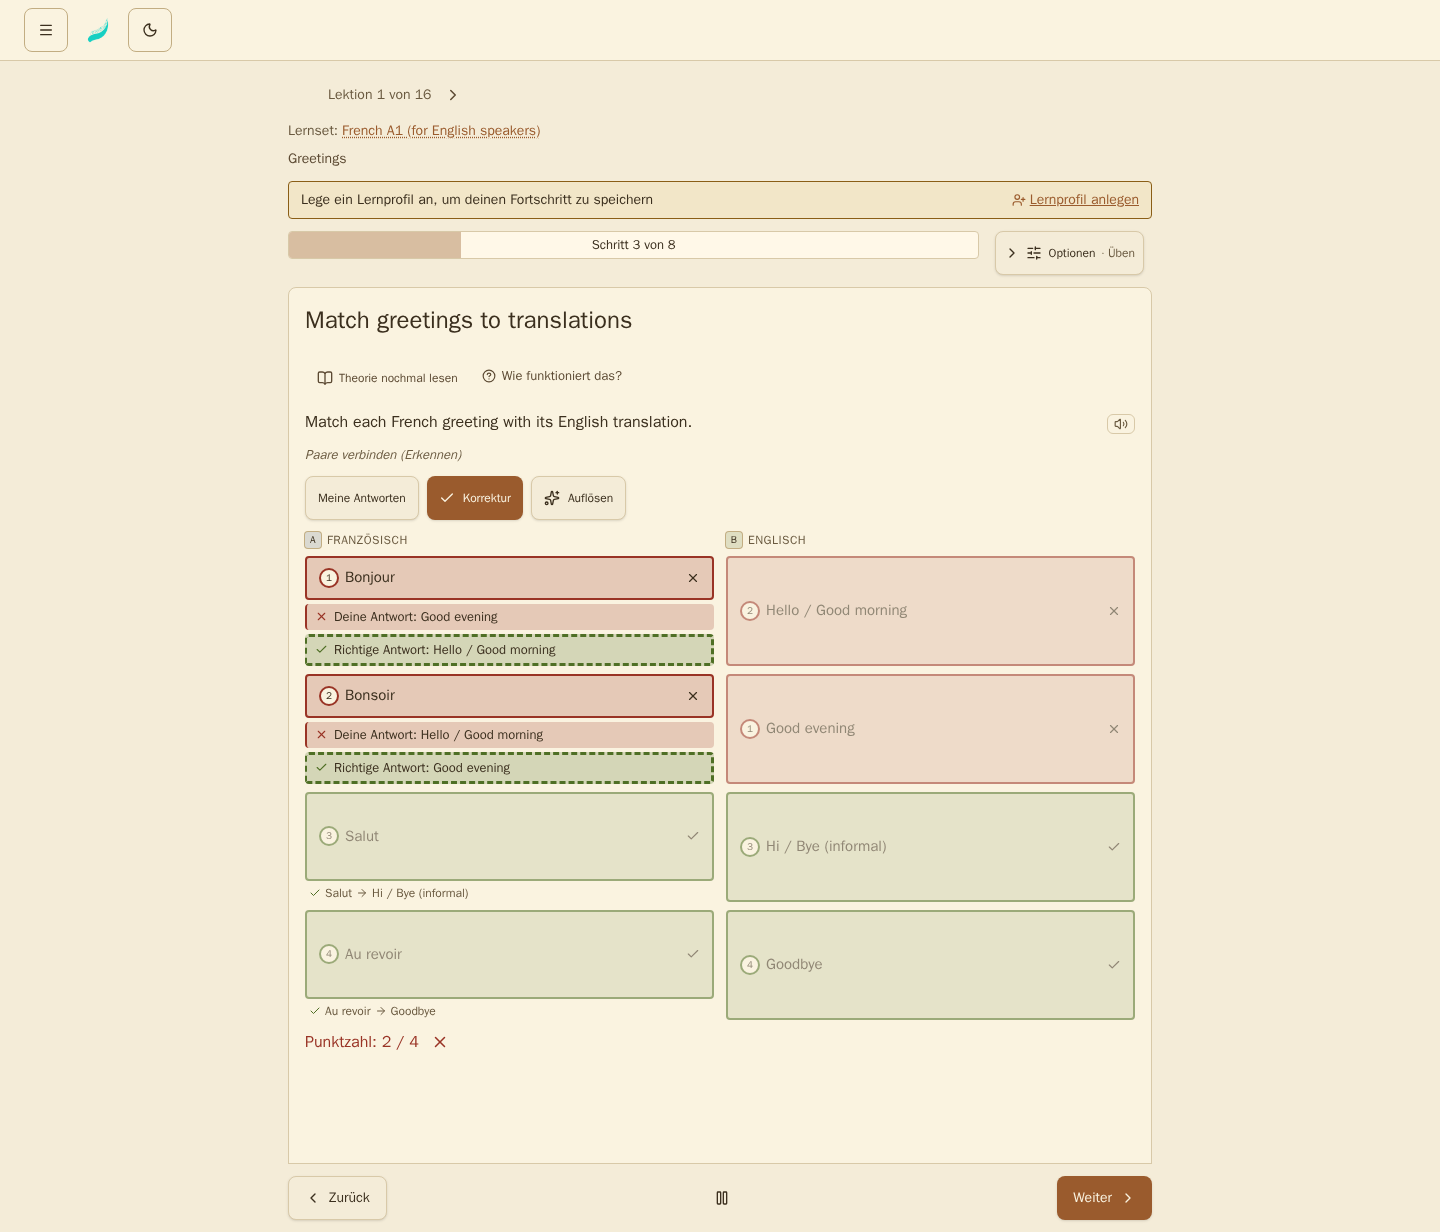 Lektion 1 von 16
Lernset: French A1 (for English speakers)
Greetings
Lege ein Lernprofil an, um deinen Fortschritt zu speichern
Lernprofil anlegen
Schritt 3 von 8
Optionen · Üben
Match greetings to translations
Theorie nochmal lesen
Wie funktioniert das?
Match each French greeting with its English translation.
Paare verbinden (Erkennen)
Meine Antworten
Korrektur
Auflösen
A FRANZÖSISCH
B ENGLISCH
1 Bonjour
Deine Antwort: Good evening
Richtige Antwort: Hello / Good morning
2 Hello / Good morning
2 Bonsoir
Deine Antwort: Hello / Good morning
Richtige Antwort: Good evening
1 Good evening
3 Salut
Salut → Hi / Bye (informal)
3 Hi / Bye (informal)
4 Au revoir
Au revoir → Goodbye
4 Goodbye
Punktzahl: 2 / 4
Zurück
Weiter